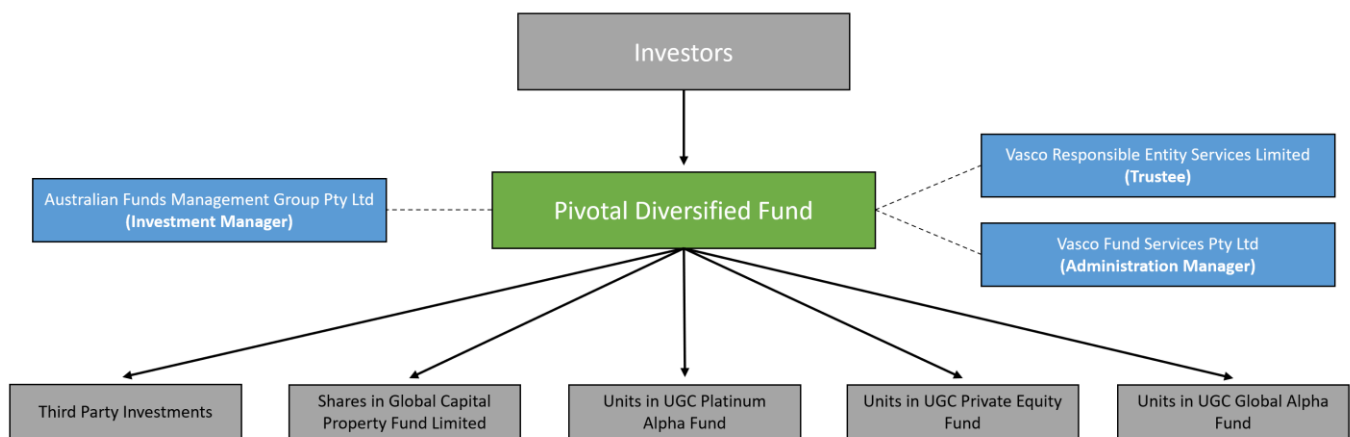 Investors
Vasco Responsible Entity Services Limited
(Trustee)
Australian Funds Management Group Pty Ltd
(Investment Manager)
Pivotal Diversified Fund
Vasco Fund Services Pty Ltd
(Administration Manager)
Third Party Investments
Shares in Global Capital
Property Fund Limited
Units in UGC Platinum
Alpha Fund
Units in UGC Private Equity
Fund
Units in UGC Global Alpha
Fund